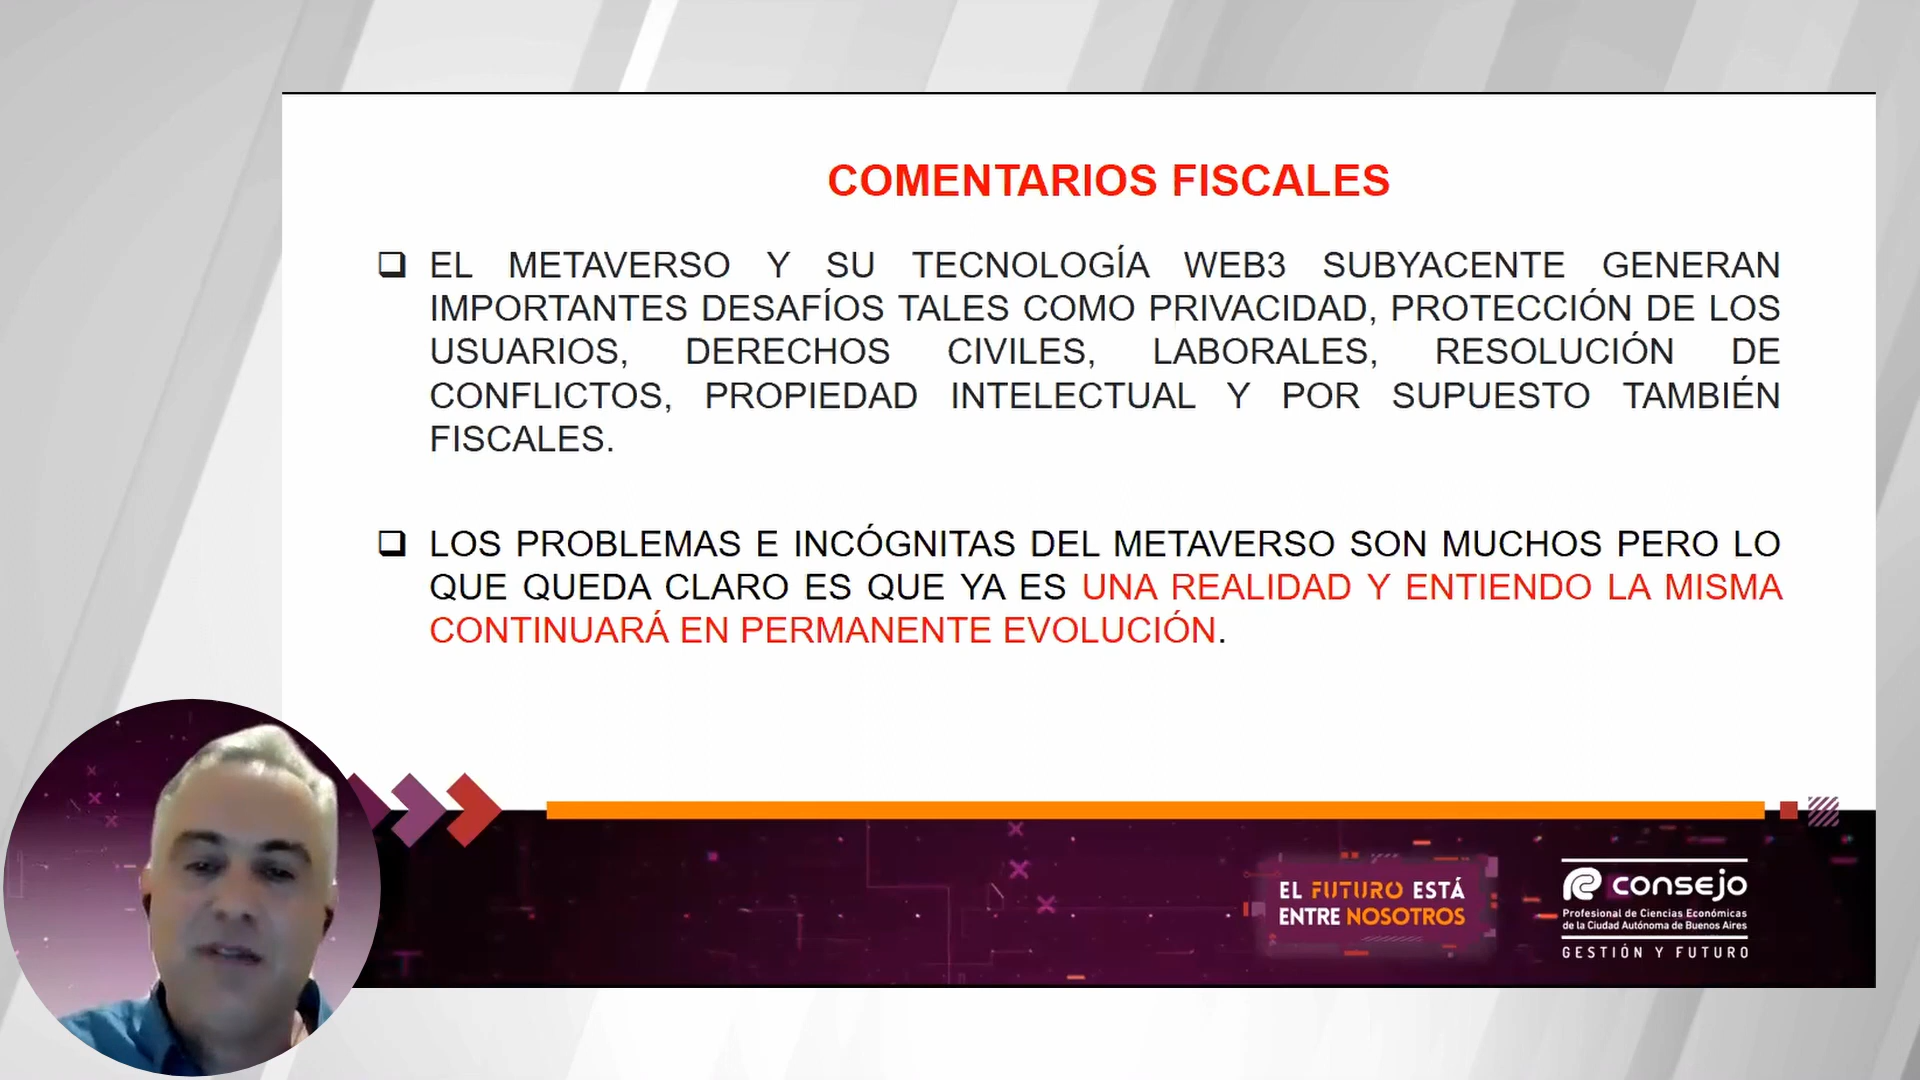 COMENTARIOS FISCALES
EL METAVERSO Y SU TECNOLOGÍA WEB3 SUBYACENTE GENERAN
IMPORTANTES DESAFÍOS TALES COMO PRIVACIDAD, PROTECCIÓN DE LOS
USUARIOS, DERECHOS CIVILES, LABORALES, RESOLUCIÓN DE
CONFLICTOS, PROPIEDAD INTELECTUAL Y POR SUPUESTO TAMBIÉN
FISCALES.
LOS PROBLEMAS E INCÓGNITAS DEL METAVERSO SON MUCHOS PERO LO
QUE QUEDA CLARO ES QUE YA ES UNA REALIDAD Y ENTIENDO LA MISMA
CONTINUARÁ EN PERMANENTE EVOLUCIÓN.
EL FUTURO ESTÁ
ENTRE NOSOTROS
consejo
Profesional de Ciencias Económicas
de la Ciudad Autónoma de Buenos Aires
GESTIÓN Y FUTURO